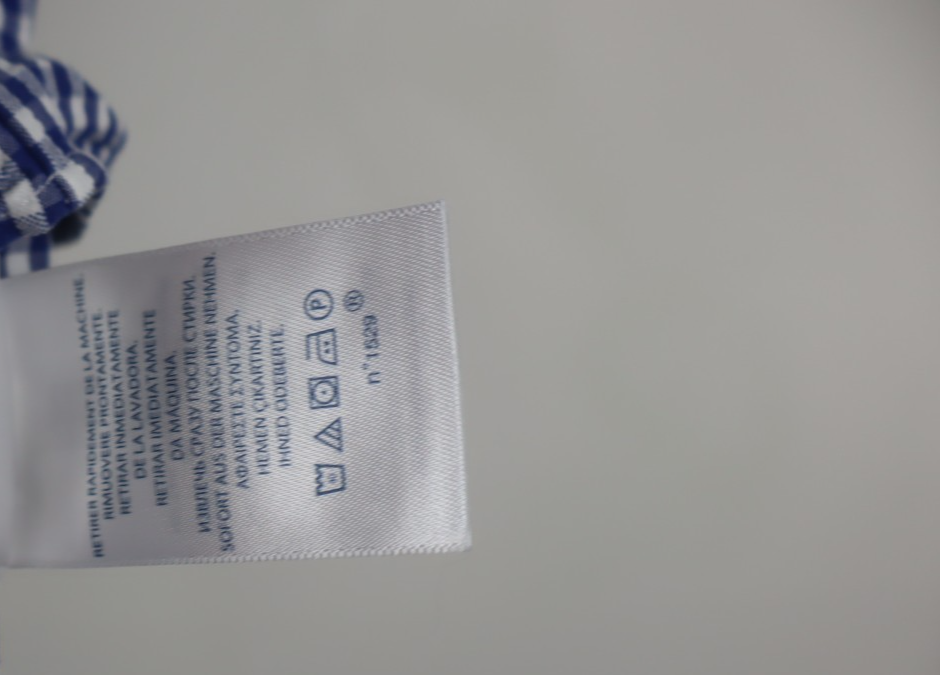 RETIRER RAPIDEMENT DE LA MACHINE.
RIMUOVERE PRONTAMENTE.
RETIRAR INMEDIATAMENTE
DE LA LAVADORA.
RETIRAR IMEDIATAMENTE
DA MÁQUINA.
ИЗВЛЕЧЬ СРАЗУ ПОСЛЕ СТИРКИ.
SOFORT AUS DER MASCHINE NEHMEN.
ΑΦΑΙΡΕΣΤΕ ΣΥΝΤΟΜΑ.
HEMEN ÇIKARTINIZ.
IHNED ODEBERTE.
P
n°1529 ®